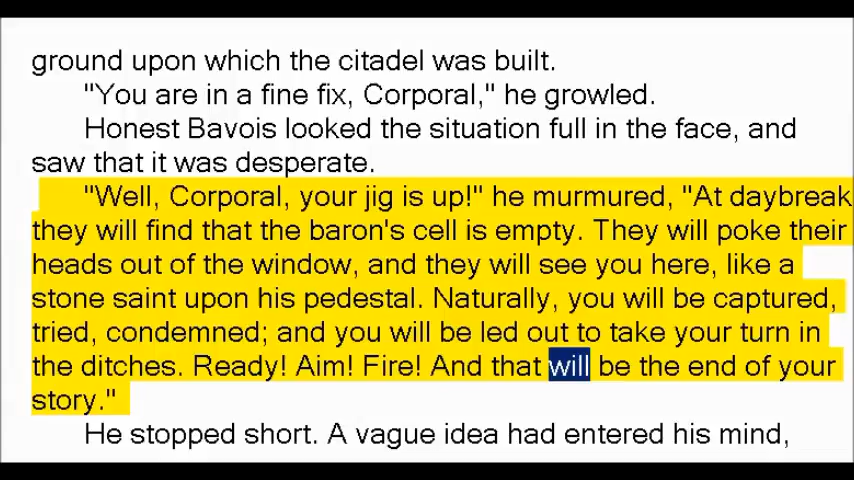 ground upon which the citadel was built.
"You are in a fine fix, Corporal," he growled.
Honest Bavois looked the situation full in the face, and
saw that it was desperate.
"Well, Corporal, your jig is up!" he murmured, "At daybreak
they will find that the baron's cell is empty. They will poke their
heads out of the window, and they will see you here, like a
stone saint upon his pedestal. Naturally, you will be captured,
tried, condemned; and you will be led out to take your turn in
the ditches. Ready! Aim! Fire! And that will be the end of your
story."
He stopped short. A vague idea had entered his mind,